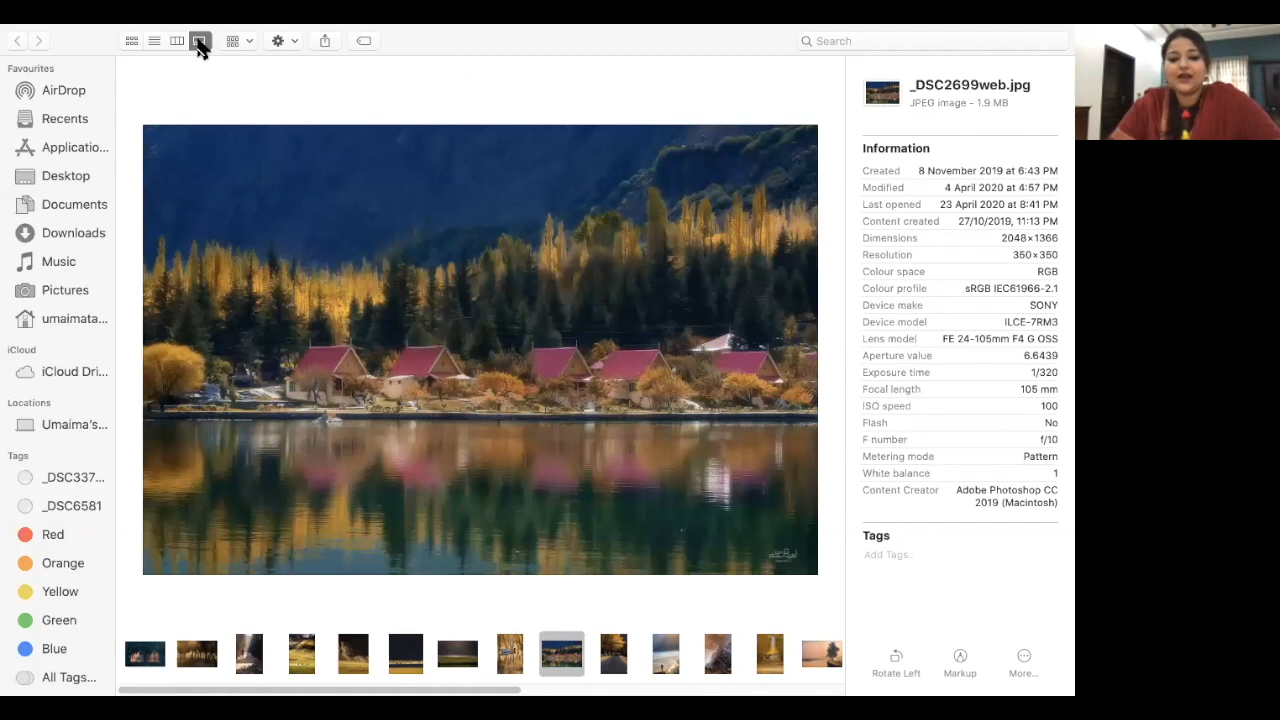 Search
Favourites
AirDrop
Recents
Applicatio...
Desktop
Documents
Downloads
Music
Pictures
umaimata...
iCloud
iCloud Dri...
Locations
Umaima's...
Tags
_DSC337...
_DSC6581
Red
Orange
Yellow
Green
Blue
All Tags...
_DSC2699web.jpg
JPEG image - 1.9 MB
Information
Created 8 November 2019 at 6:43 PM
Modified 4 April 2020 at 4:57 PM
Last opened 23 April 2020 at 8:41 PM
Content created 27/10/2019, 11:13 PM
Dimensions 2048×1366
Resolution 350×350
Colour space RGB
Colour profile sRGB IEC61966-2.1
Device make SONY
Device model ILCE-7RM3
Lens model FE 24-105mm F4 G OSS
Aperture value 6.6439
Exposure time 1/320
Focal length 105 mm
ISO speed 100
Flash No
F number f/10
Metering mode Pattern
White balance 1
Content Creator Adobe Photoshop CC
2019 (Macintosh)
Tags
Add Tags...
Rotate Left Markup More...